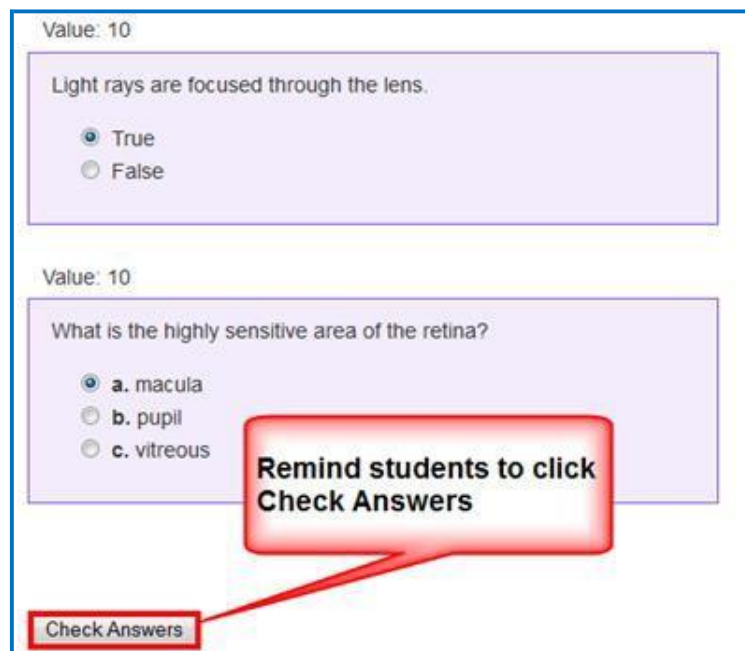 Value: 10
Light rays are focused through the lens.
True
False
Value: 10
What is the highly sensitive area of the retina?
a. macula
b. pupil
c. vitreous
Remind students to click
Check Answers
Check Answers